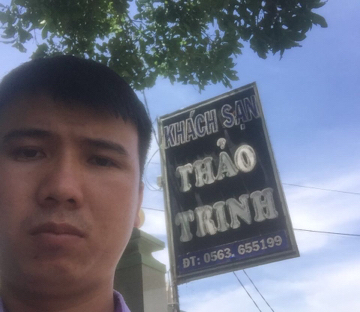 KHÁCH SẠN
THẢO
TRINH
ĐT: 0563. 655199